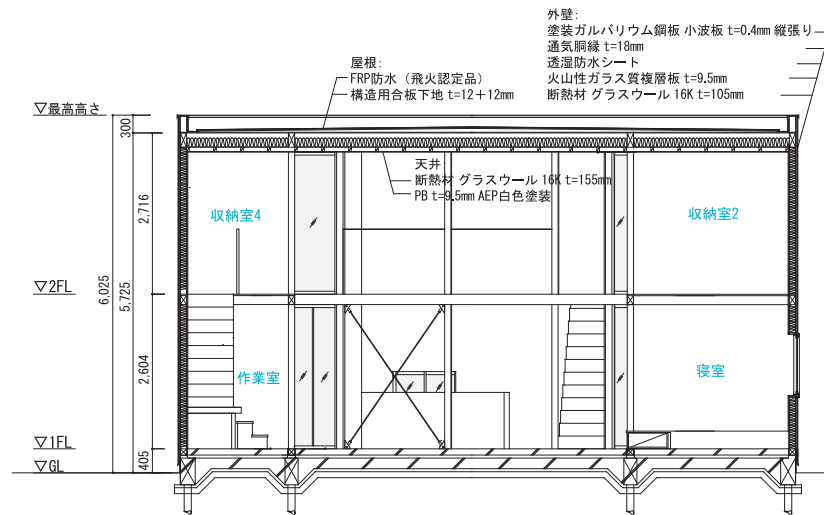 外壁:
塗装ガルバリウム鋼板 小波板 t=0.4mm 縦張り
通気胴縁 t=18mm
透湿防水シート
火山性ガラス質複層板 t=9.5mm
断熱材 グラスウール 16K t=105mm
屋根:
FRP防水（飛火認定品）
構造用合板下地 t=12+12mm
▽最高高さ
300
天井:
断熱材 グラスウール 16K t=155mm
PB t=9.5mm AEP白色塗装
収納室4
収納室2
2,716
▽2FL
6,025
5,725
2,604
作業室
寝室
▽1FL
405
▽GL